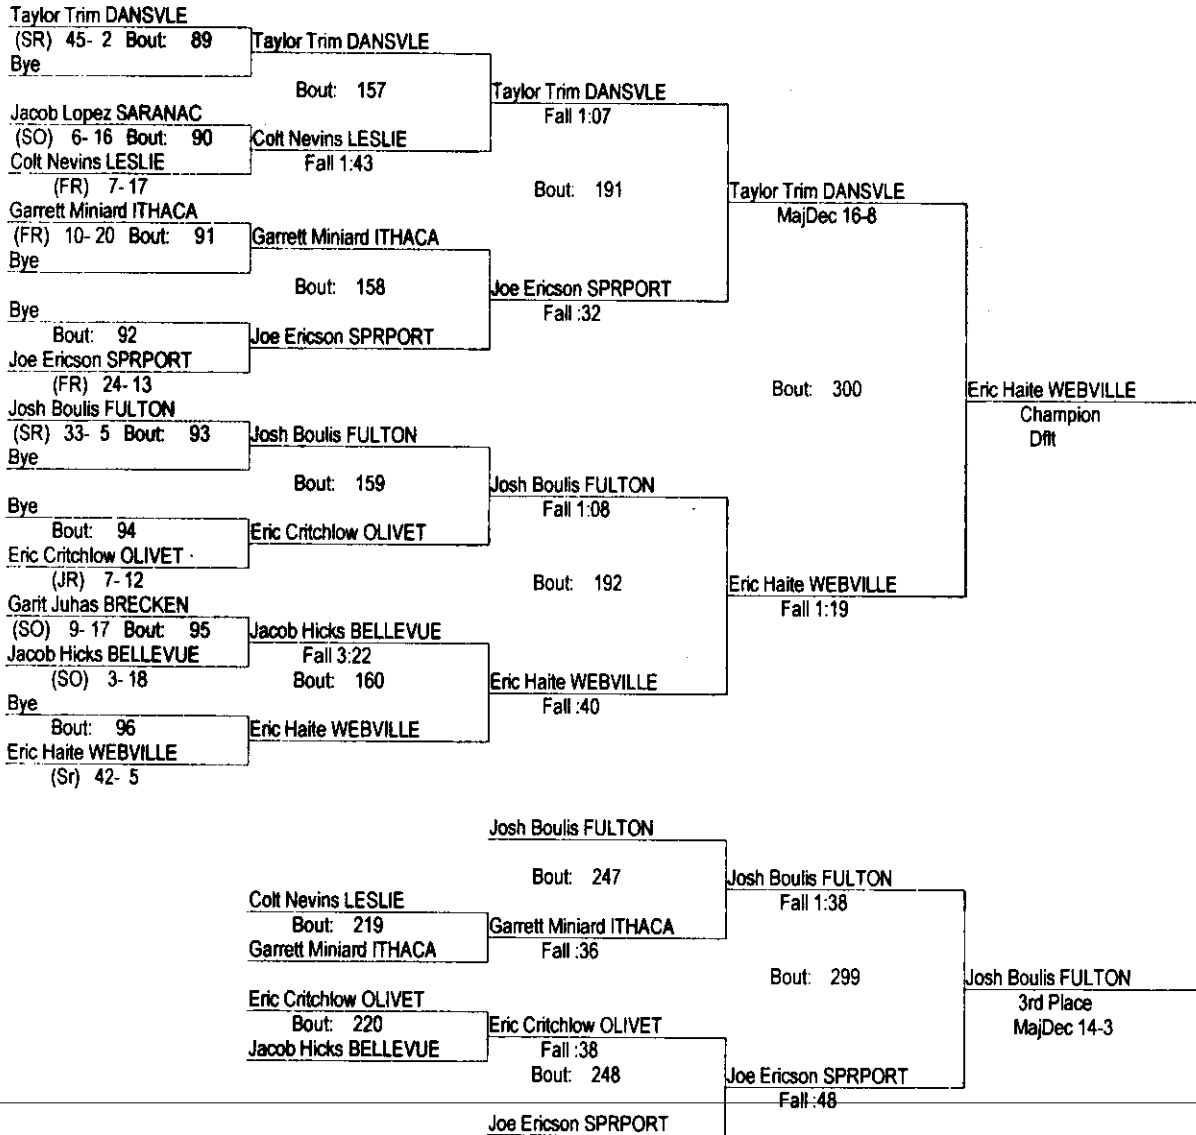 Taylor Trim DANSVLE
(SR) 45- 2 Bout: 89
Bye
Taylor Trim DANSVLE
Bout: 157
Jacob Lopez SARANAC
(SO) 6- 16 Bout: 90
Colt Nevins LESLIE
(FR) 7- 17
Colt Nevins LESLIE
Fall 1:43
Taylor Trim DANSVLE
Fall 1:07
Bout: 191
Garrett Miniard ITHACA
(FR) 10- 20 Bout: 91
Bye
Garrett Miniard ITHACA
Bout: 158
Bye
Bout: 92
Joe Ericson SPRPORT
(FR) 24- 13
Joe Ericson SPRPORT
Joe Ericson SPRPORT
Fall :32
Taylor Trim DANSVLE
MajDec 16-8
Bout: 300
Josh Boulis FULTON
(SR) 33- 5 Bout: 93
Bye
Josh Boulis FULTON
Bout: 159
Bye
Bout: 94
Eric Critchlow OLIVET
(JR) 7- 12
Eric Critchlow OLIVET
Josh Boulis FULTON
Fall 1:08
Bout: 192
Garit Juhas BRECKEN
(SO) 9- 17 Bout: 95
Jacob Hicks BELLEVUE
(SO) 3- 18
Jacob Hicks BELLEVUE
Fall 3:22
Bout: 160
Bye
Bout: 96
Eric Haite WEBVILLE
(Sr) 42- 5
Eric Haite WEBVILLE
Eric Haite WEBVILLE
Fall :40
Eric Haite WEBVILLE
Fall 1:19
Eric Haite WEBVILLE
Champion
Dflt
Josh Boulis FULTON
Bout: 247
Colt Nevins LESLIE
Bout: 219
Garrett Miniard ITHACA
Garrett Miniard ITHACA
Fall :36
Josh Boulis FULTON
Fall 1:38
Bout: 299
Eric Critchlow OLIVET
Bout: 220
Jacob Hicks BELLEVUE
Eric Critchlow OLIVET
Fall :38
Bout: 248
Joe Ericson SPRPORT
Joe Ericson SPRPORT
Fall :48
Josh Boulis FULTON
3rd Place
MajDec 14-3